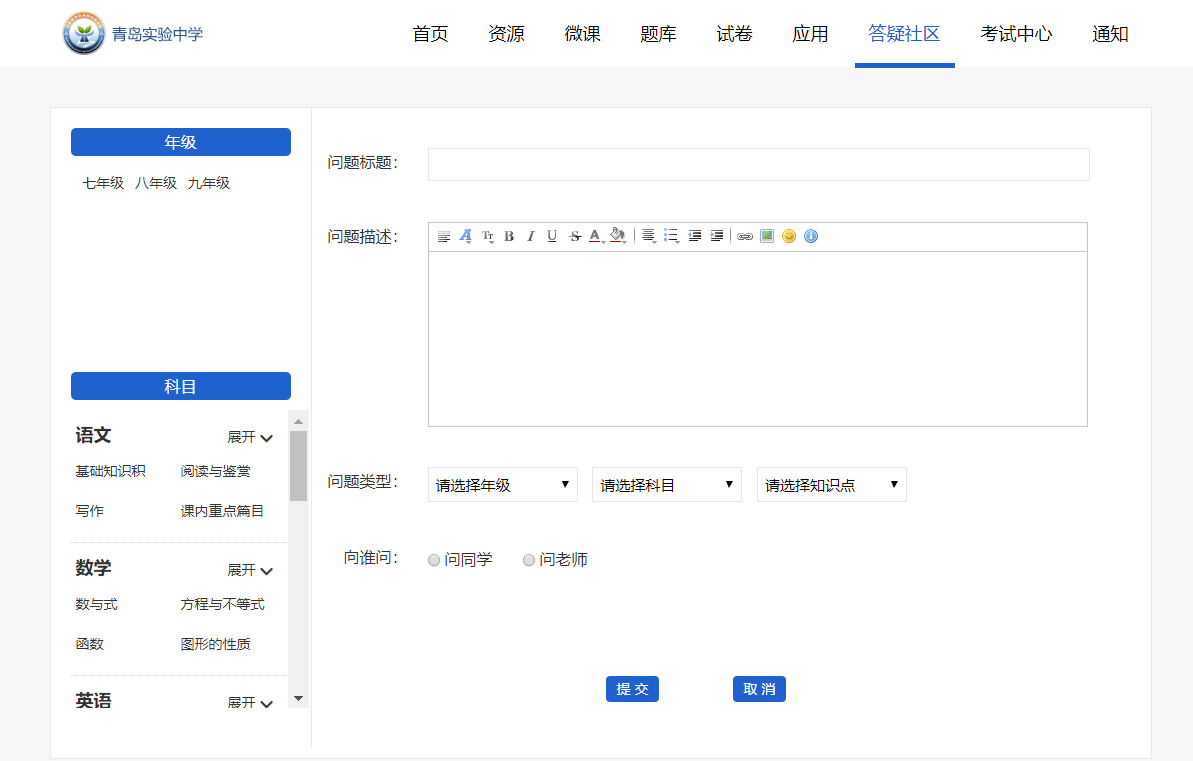 青岛实验中学
首页 资源 微课 题库 试卷 应用 答疑社区 考试中心 通知
年级
七年级 八年级 九年级
科目
语文 展开
基础知识积 阅读与鉴赏
写作 课内重点篇目
数学 展开
数与式 方程与不等式
函数 图形的性质
英语 展开
问题标题：
问题描述：
问题类型： 请选择年级 请选择科目 请选择知识点
向谁问： 问同学 问老师
提 交 取 消